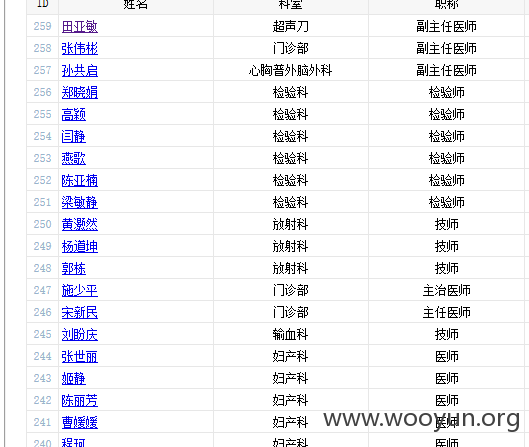 ID 姓名 科室 职称
259 田亚敏 超声刀 副主任医师
258 张伟彬 门诊部 副主任医师
257 孙共启 心胸普外脑外科 副主任医师
256 郑晓娟 检验科 检验师
255 高颖 检验科 检验师
254 闫静 检验科 检验师
253 燕歌 检验科 检验师
252 陈亚楠 检验科 检验师
251 梁敏静 检验科 检验师
250 黄灏然 放射科 技师
249 杨道坤 放射科 技师
248 郭栋 放射科 技师
247 施少平 门诊部 主治医师
246 宋新民 门诊部 主任医师
245 刘盼庆 输血科 技师
244 张世丽 妇产科 医师
243 姬静 妇产科 医师
242 陈丽芳 妇产科 医师
241 曹媛媛 妇产科 医师
www.wooyun.org
240 程珂 妇产科 医师